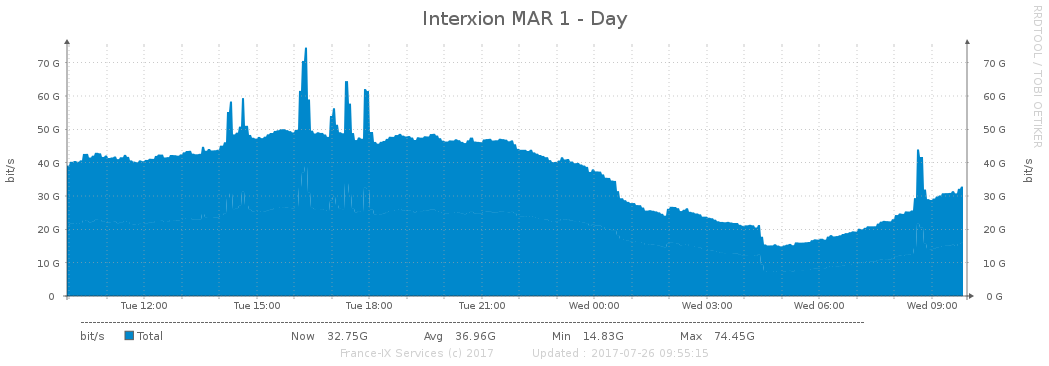 Interxion MAR 1 - Day
RRDTOOL / TOBI OETIKER
bit/s
bit/s
70 G 70 G
60 G 60 G
50 G 50 G
40 G 40 G
30 G 30 G
20 G 20 G
10 G 10 G
0 0 G
Tue 12:00 Tue 15:00 Tue 18:00 Tue 21:00 Wed 00:00 Wed 03:00 Wed 06:00 Wed 09:00
bit/s Total Now 32.75G Avg 36.96G Min 14.83G Max 74.45G
France-IX Services (c) 2017 Updated : 2017-07-26 09:55:15